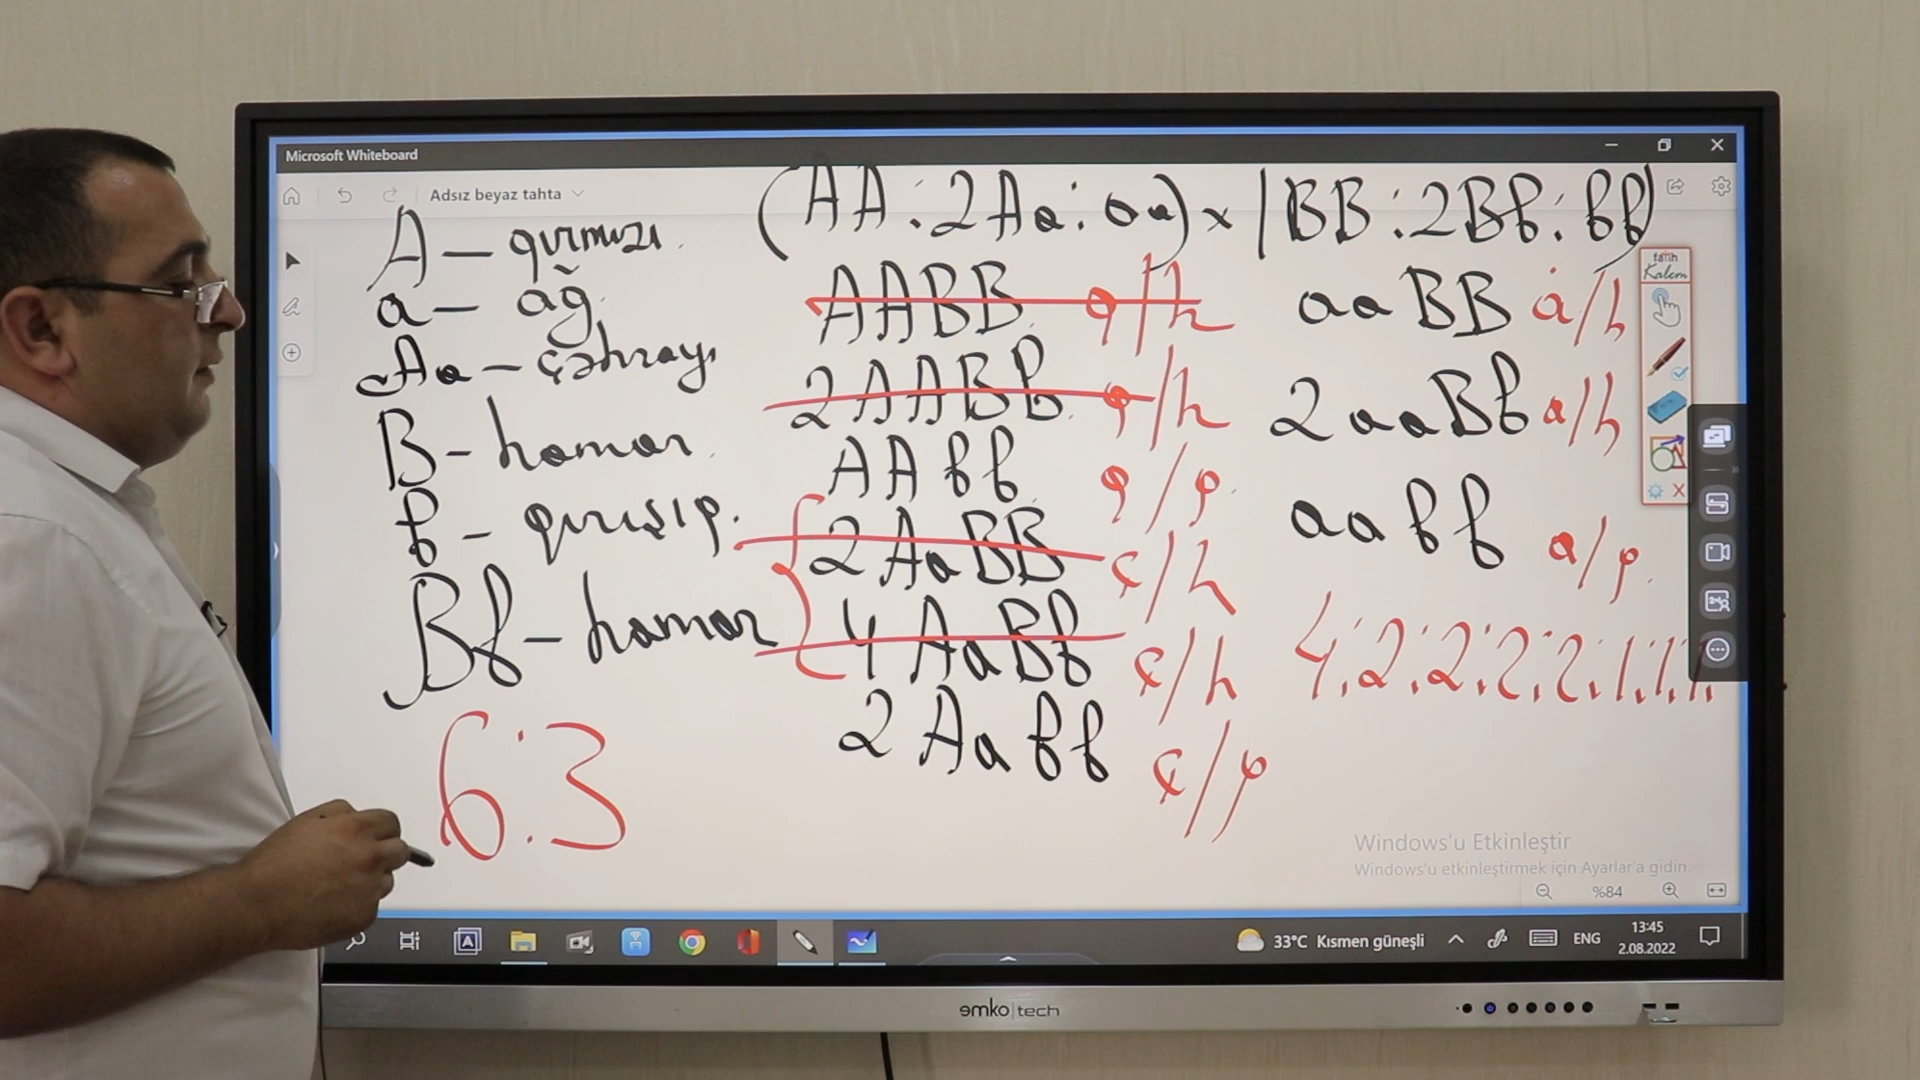 Microsoft Whiteboard
Adsız beyaz tahta
(AA:2Aa:aa)x(BB:2Bb:bb)
A – qırmızı.
a – ağ.
Aa – çəhrayı
B – hamar.
b – qırışıq.
Bb – hamar
6:3
AABB q/h
2AABB. q/h
AAbb. q/q.
2AaBB ç/h
4AaBb ç/h
2Aabb ç/q
aaBB a/h
2aaBb a/h
aabb a/q.
4:2:2:2:2:1:1:1:1
Kalem
Windows'u Etkinleştir
Windows'u etkinleştirmek için Ayarlar'a gidin.
%84
33°C Kısmen güneşli
ENG
13:45
2.08.2022
emko|tech